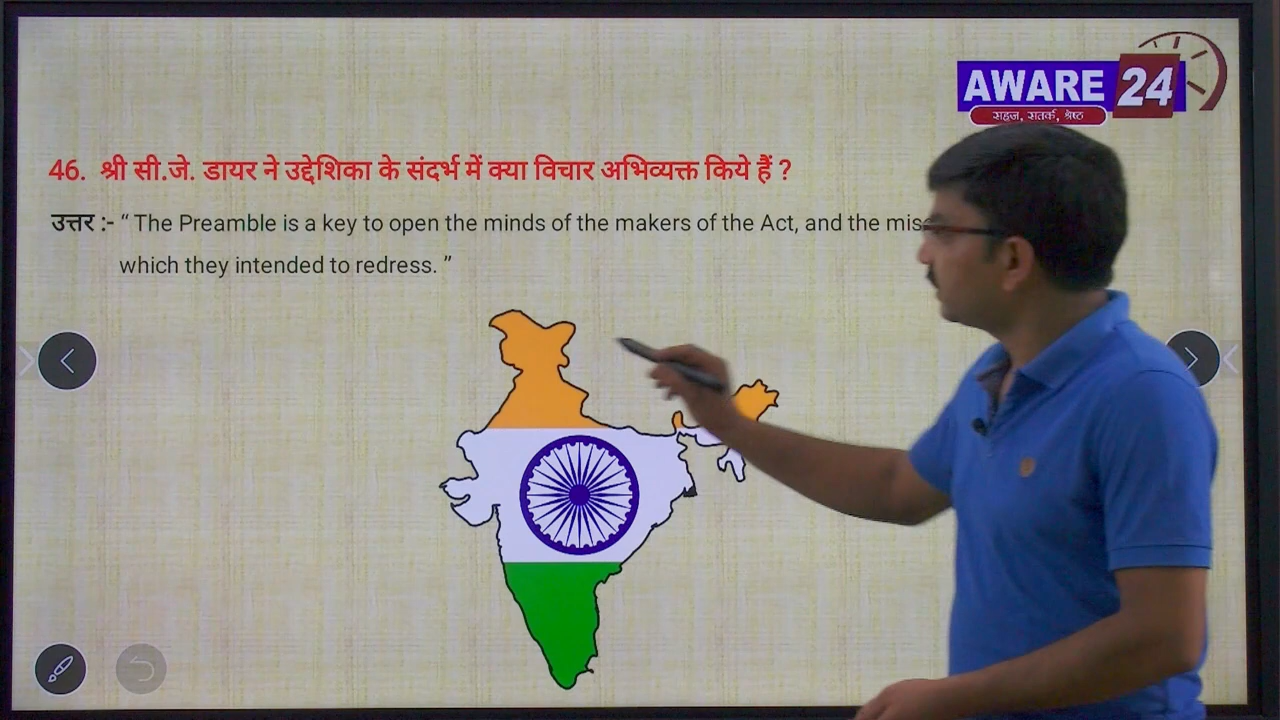 AWARE 24
सहज, सतर्क, श्रेष्ठ
46. श्री सी.जे. डायर ने उद्देशिका के संदर्भ में क्या विचार अभिव्यक्त किये हैं ?
उत्तर :- “ The Preamble is a key to open the minds of the makers of the Act, and the
which they intended to redress. ”